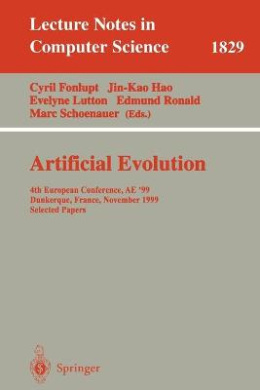 Lecture Notes in
Computer Science 1829
Cyril Fonlupt Jin-Kao Hao
Evelyne Lutton Edmund Ronald
Marc Schoenauer (Eds.)
Artificial Evolution
4th European Conference, AE '99
Dunkerque, France, November 1999
Selected Papers
Springer